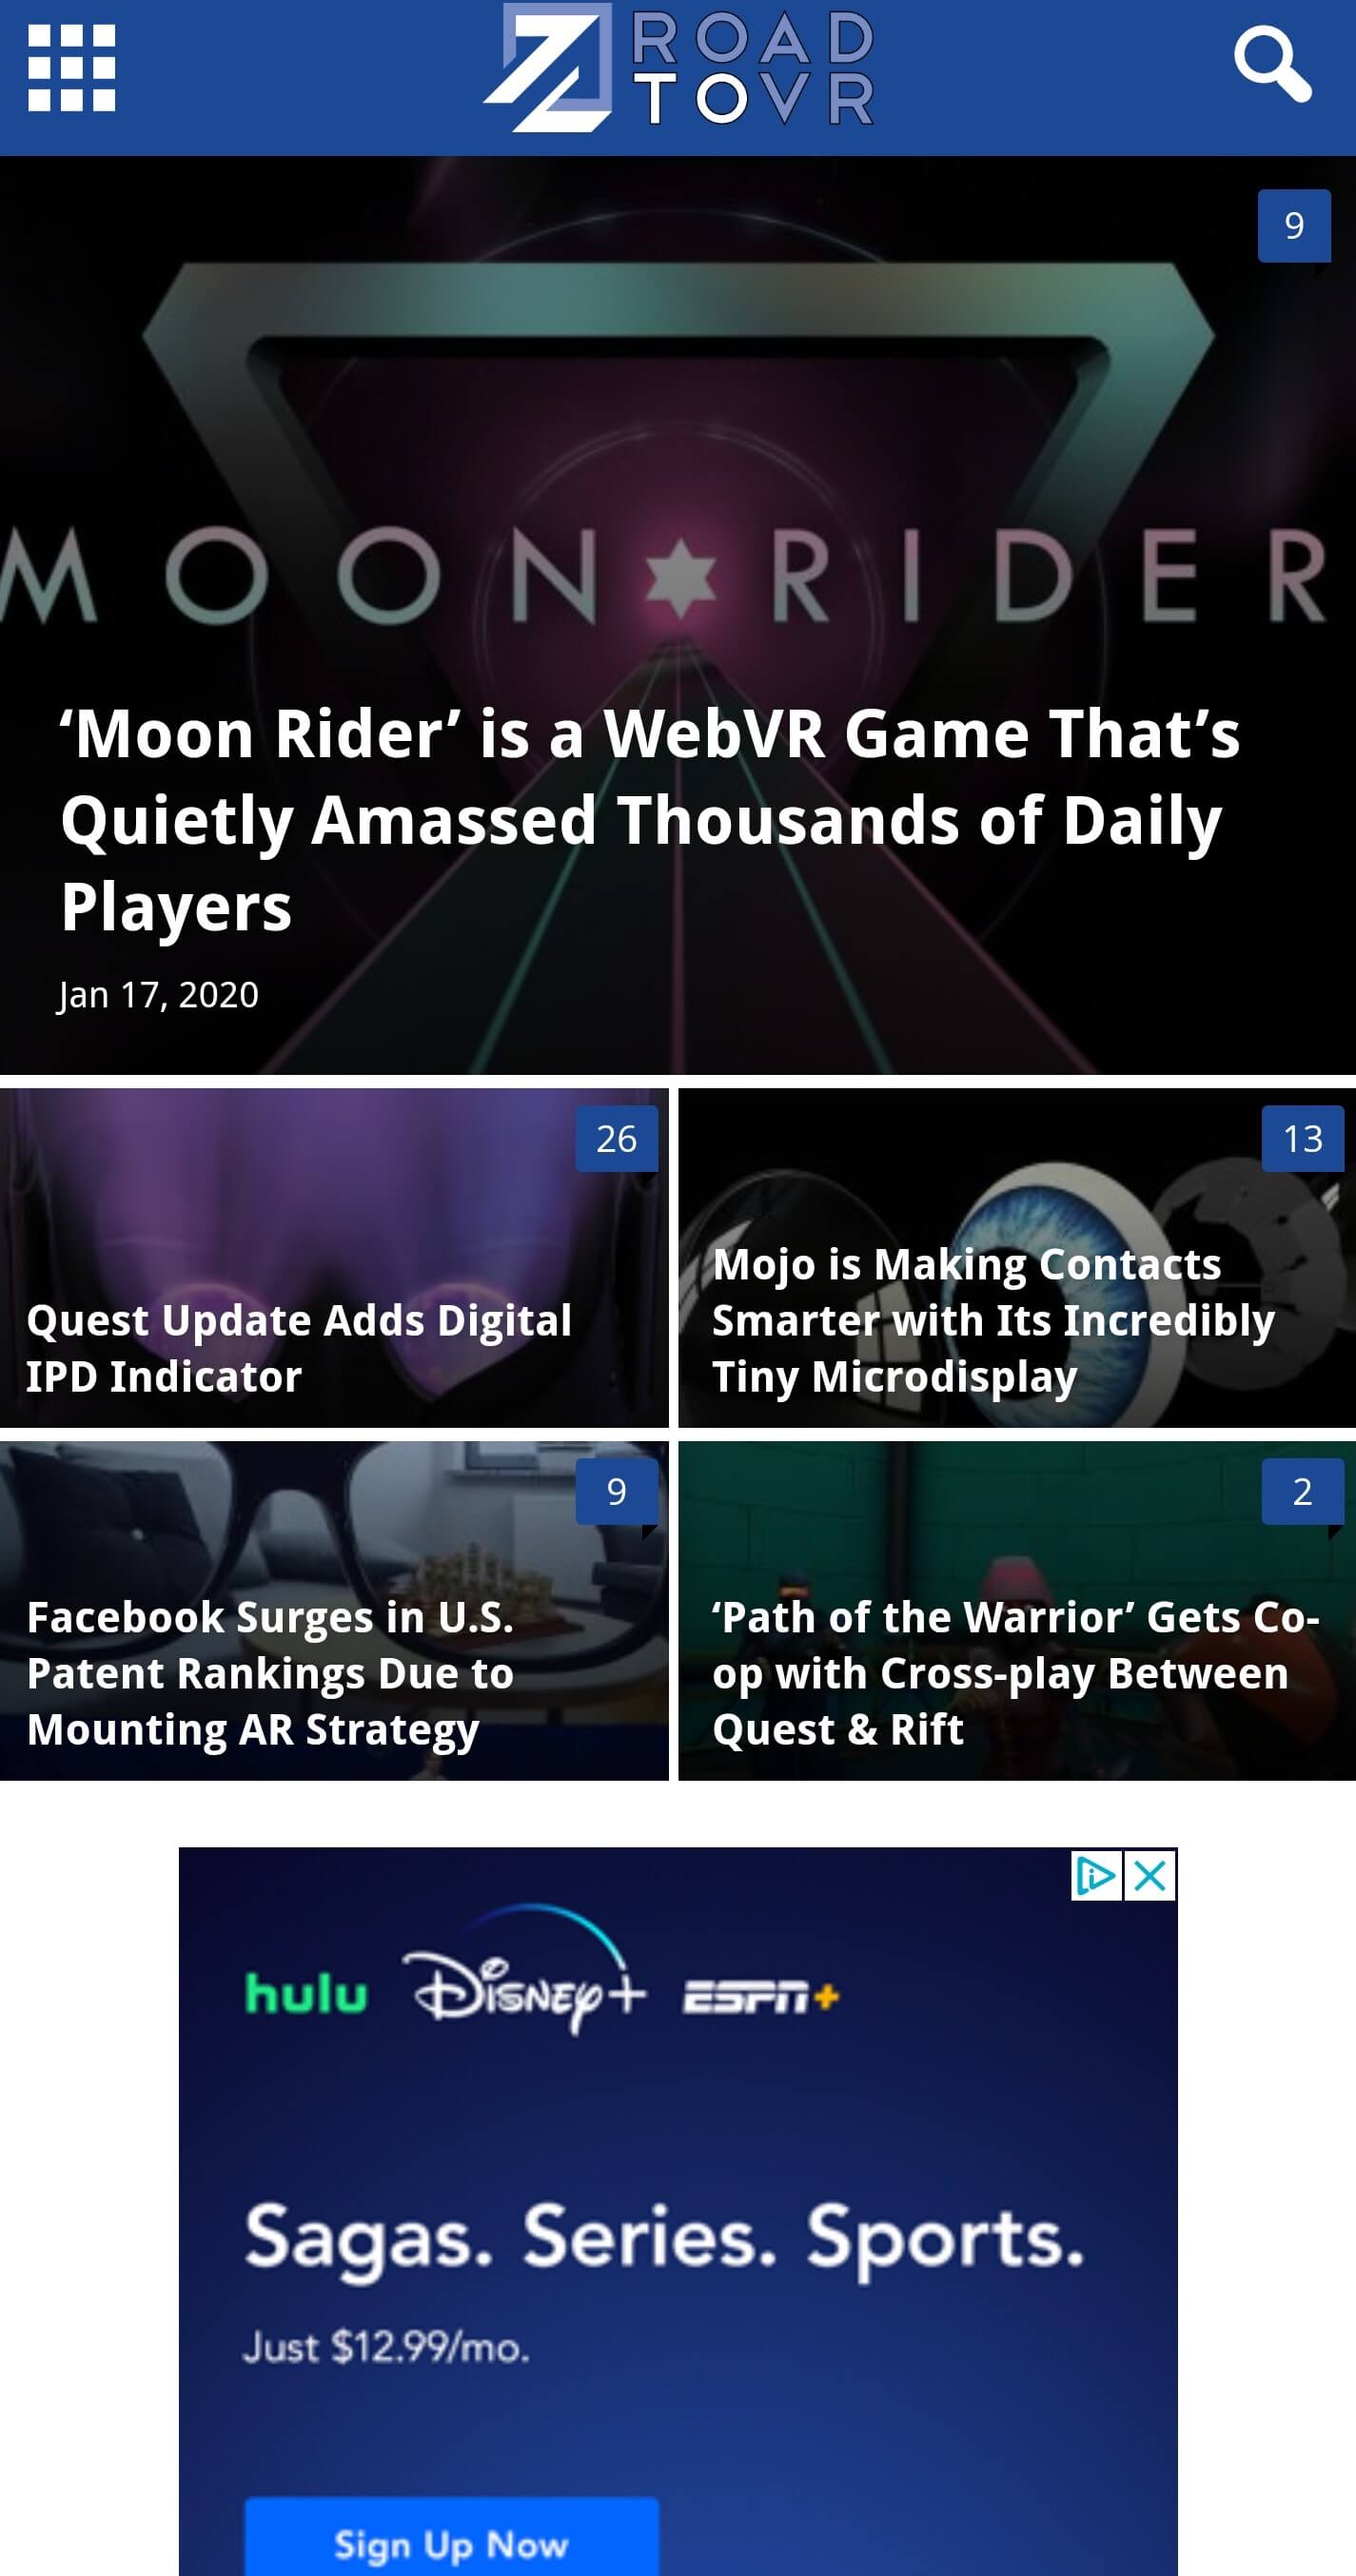 ROAD
TOVR
9
MOON RIDER
‘Moon Rider’ is a WebVR Game That’s
Quietly Amassed Thousands of Daily
Players
Jan 17, 2020
26
Quest Update Adds Digital
IPD Indicator
13
Mojo is Making Contacts
Smarter with Its Incredibly
Tiny Microdisplay
9
Facebook Surges in U.S.
Patent Rankings Due to
Mounting AR Strategy
2
‘Path of the Warrior’ Gets Co-
op with Cross-play Between
Quest & Rift
hulu Disney+ ESPN+
Sagas. Series. Sports.
Just $12.99/mo.
Sign Up Now